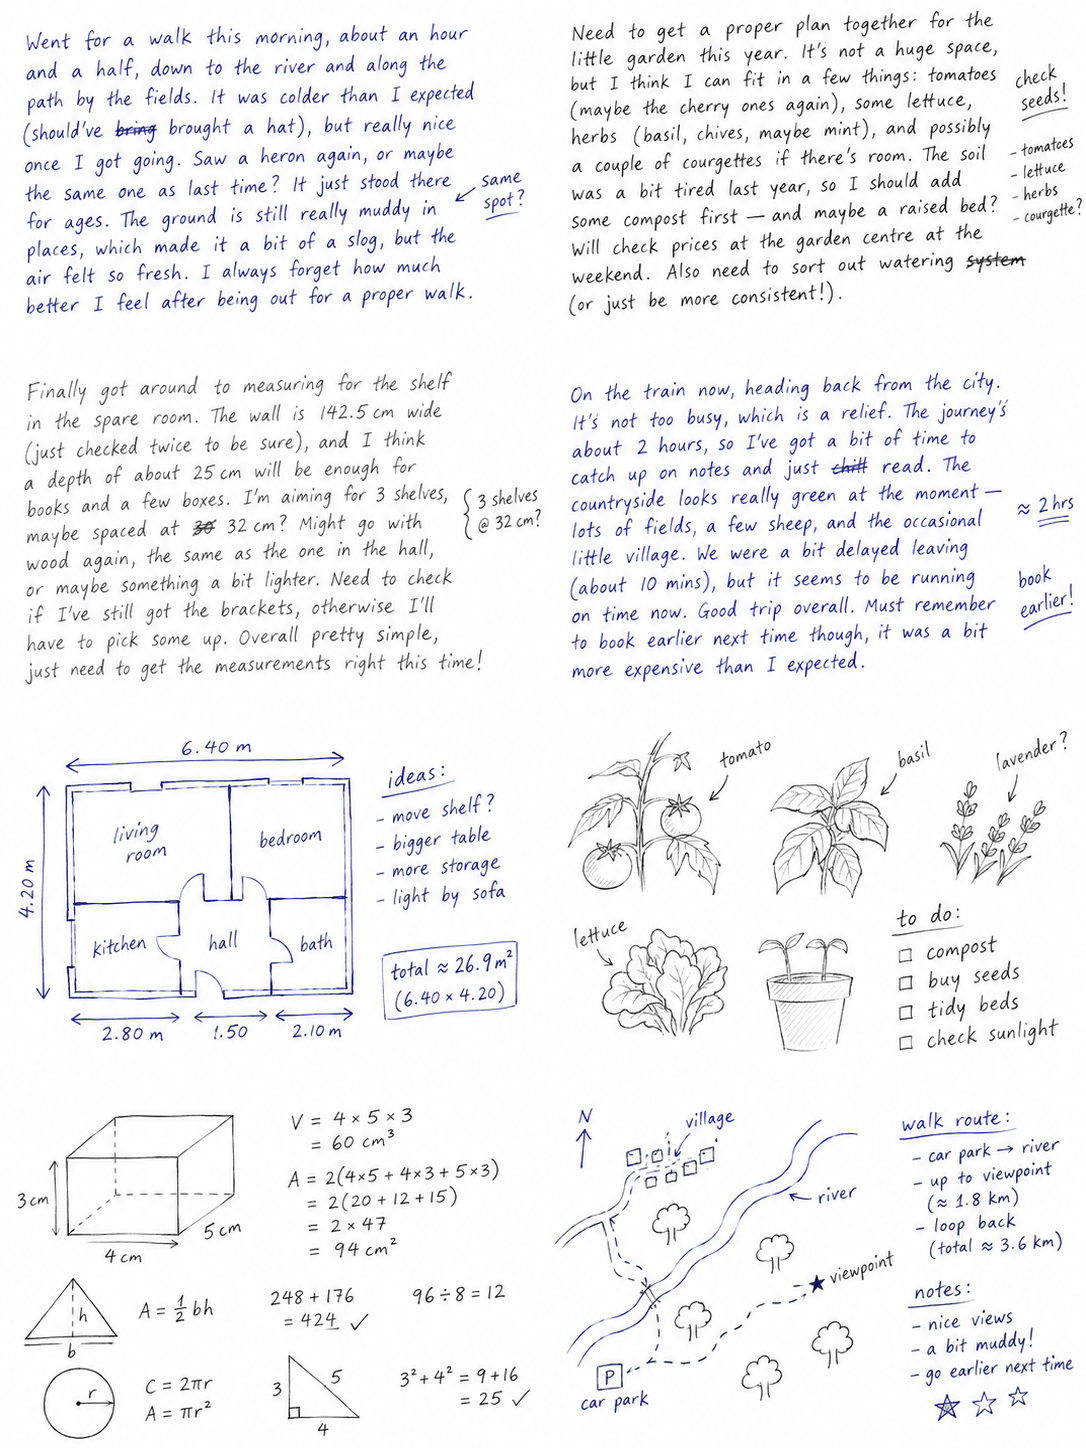 Went for a walk this morning, about an hour
and a half, down to the river and along the
path by the fields. It was colder than I expected
(should've bring brought a hat), but really nice
once I got going. Saw a heron again, or maybe
the same one as last time? It just stood there
for ages. The ground is still really muddy in
places, which made it a bit of a slog, but the
air felt so fresh. I always forget how much
better I feel after being out for a proper walk.
same
spot?
Need to get a proper plan together for the
little garden this year. It's not a huge space,
but I think I can fit in a few things: tomatoes
(maybe the cherry ones again), some lettuce,
herbs (basil, chives, maybe mint), and possibly
a couple of courgettes if there's room. The soil
was a bit tired last year, so I should add
some compost first — and maybe a raised bed?
Will check prices at the garden centre at the
weekend. Also need to sort out watering system
(or just be more consistent!).
check
seeds!
- tomatoes
- lettuce
- herbs
- courgette?
Finally got around to measuring for the shelf
in the spare room. The wall is 142.5 cm wide
(just checked twice to be sure), and I think
a depth of about 25 cm will be enough for
books and a few boxes. I'm aiming for 3 shelves,
maybe spaced at 30 32 cm? Might go with
wood again, the same as the one in the hall,
or maybe something a bit lighter. Need to check
if I've still got the brackets, otherwise I'll
have to pick some up. Overall pretty simple,
just need to get the measurements right this time!
3 shelves
@ 32 cm?
On the train now, heading back from the city.
It's not too busy, which is a relief. The journey's
about 2 hours, so I've got a bit of time to
catch up on notes and just chill read. The
countryside looks really green at the moment —
lots of fields, a few sheep, and the occasional
little village. We were a bit delayed leaving
(about 10 mins), but it seems to be running
on time now. Good trip overall. Must remember
to book earlier next time though, it was a bit
more expensive than I expected.
≈ 2 hrs
book
earlier!
6.40 m
4.20 m
living
room
bedroom
kitchen
hall
bath
2.80 m
1.50
2.10 m
ideas:
- move shelf?
- bigger table
- more storage
- light by sofa
total ≈ 26.9 m²
(6.40 × 4.20)
tomato
basil
lavender?
lettuce
to do:
□ compost
□ buy seeds
□ tidy beds
□ check sunlight
3 cm
4 cm
5 cm
V = 4 × 5 × 3
= 60 cm³
A = 2(4×5 + 4×3 + 5×3)
= 2(20 + 12 + 15)
= 2 × 47
= 94 cm²
h
b
A = ½ bh
248 + 176
= 424 ✓
96 ÷ 8 = 12
r
C = 2πr
A = πr²
3
5
4
3² + 4² = 9 + 16
= 25 ✓
N
village
river
viewpoint
P
car park
walk route:
- car park → river
- up to viewpoint
(≈ 1.8 km)
- loop back
(total ≈ 3.6 km)
notes:
- nice views
- a bit muddy!
- go earlier next time